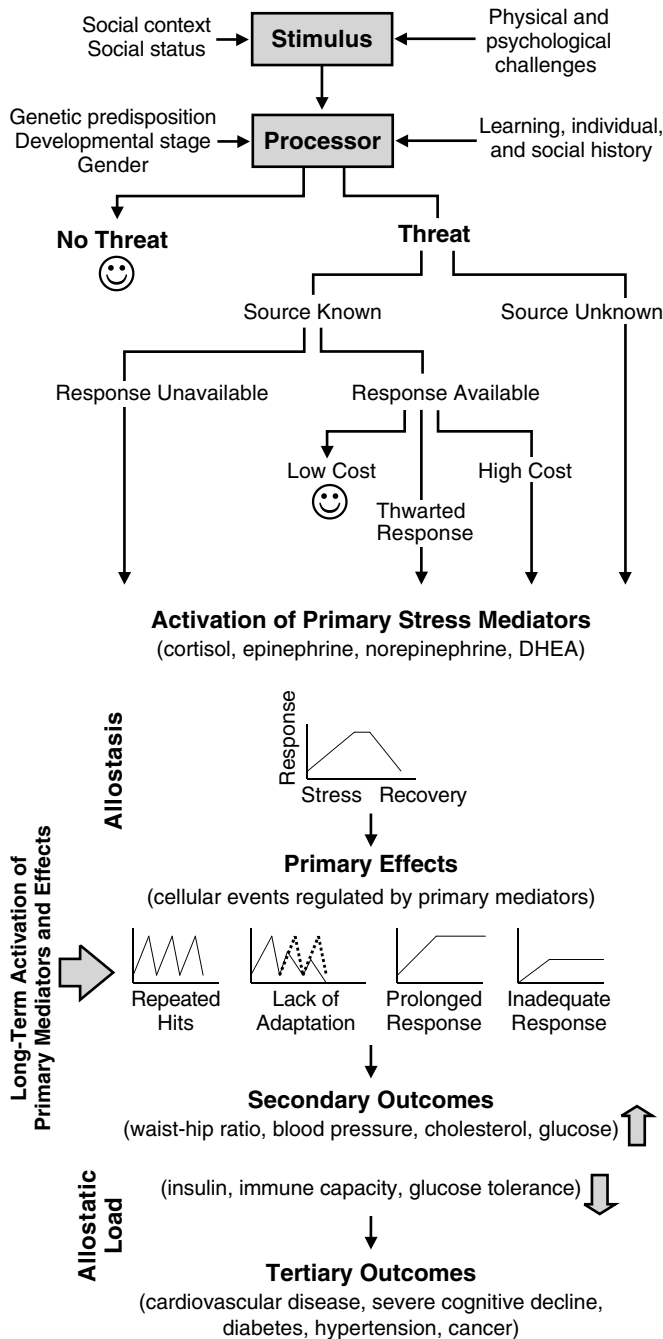 Social context
Social status
Stimulus
Physical and
psychological
challenges
Genetic predisposition
Developmental stage
Gender
Processor
Learning, individual,
and social history
No Threat
Threat
Source Known
Source Unknown
Response Unavailable
Response Available
Low Cost
Thwarted
Response
High Cost
Activation of Primary Stress Mediators
(cortisol, epinephrine, norepinephrine, DHEA)
Allostasis
Response
Stress
Recovery
Primary Effects
(cellular events regulated by primary mediators)
Long-Term Activation of
Primary Mediators and Effects
Repeated
Hits
Lack of
Adaptation
Prolonged
Response
Inadequate
Response
Secondary Outcomes
(waist-hip ratio, blood pressure, cholesterol, glucose)
Allostatic
Load
(insulin, immune capacity, glucose tolerance)
Tertiary Outcomes
(cardiovascular disease, severe cognitive decline,
diabetes, hypertension, cancer)